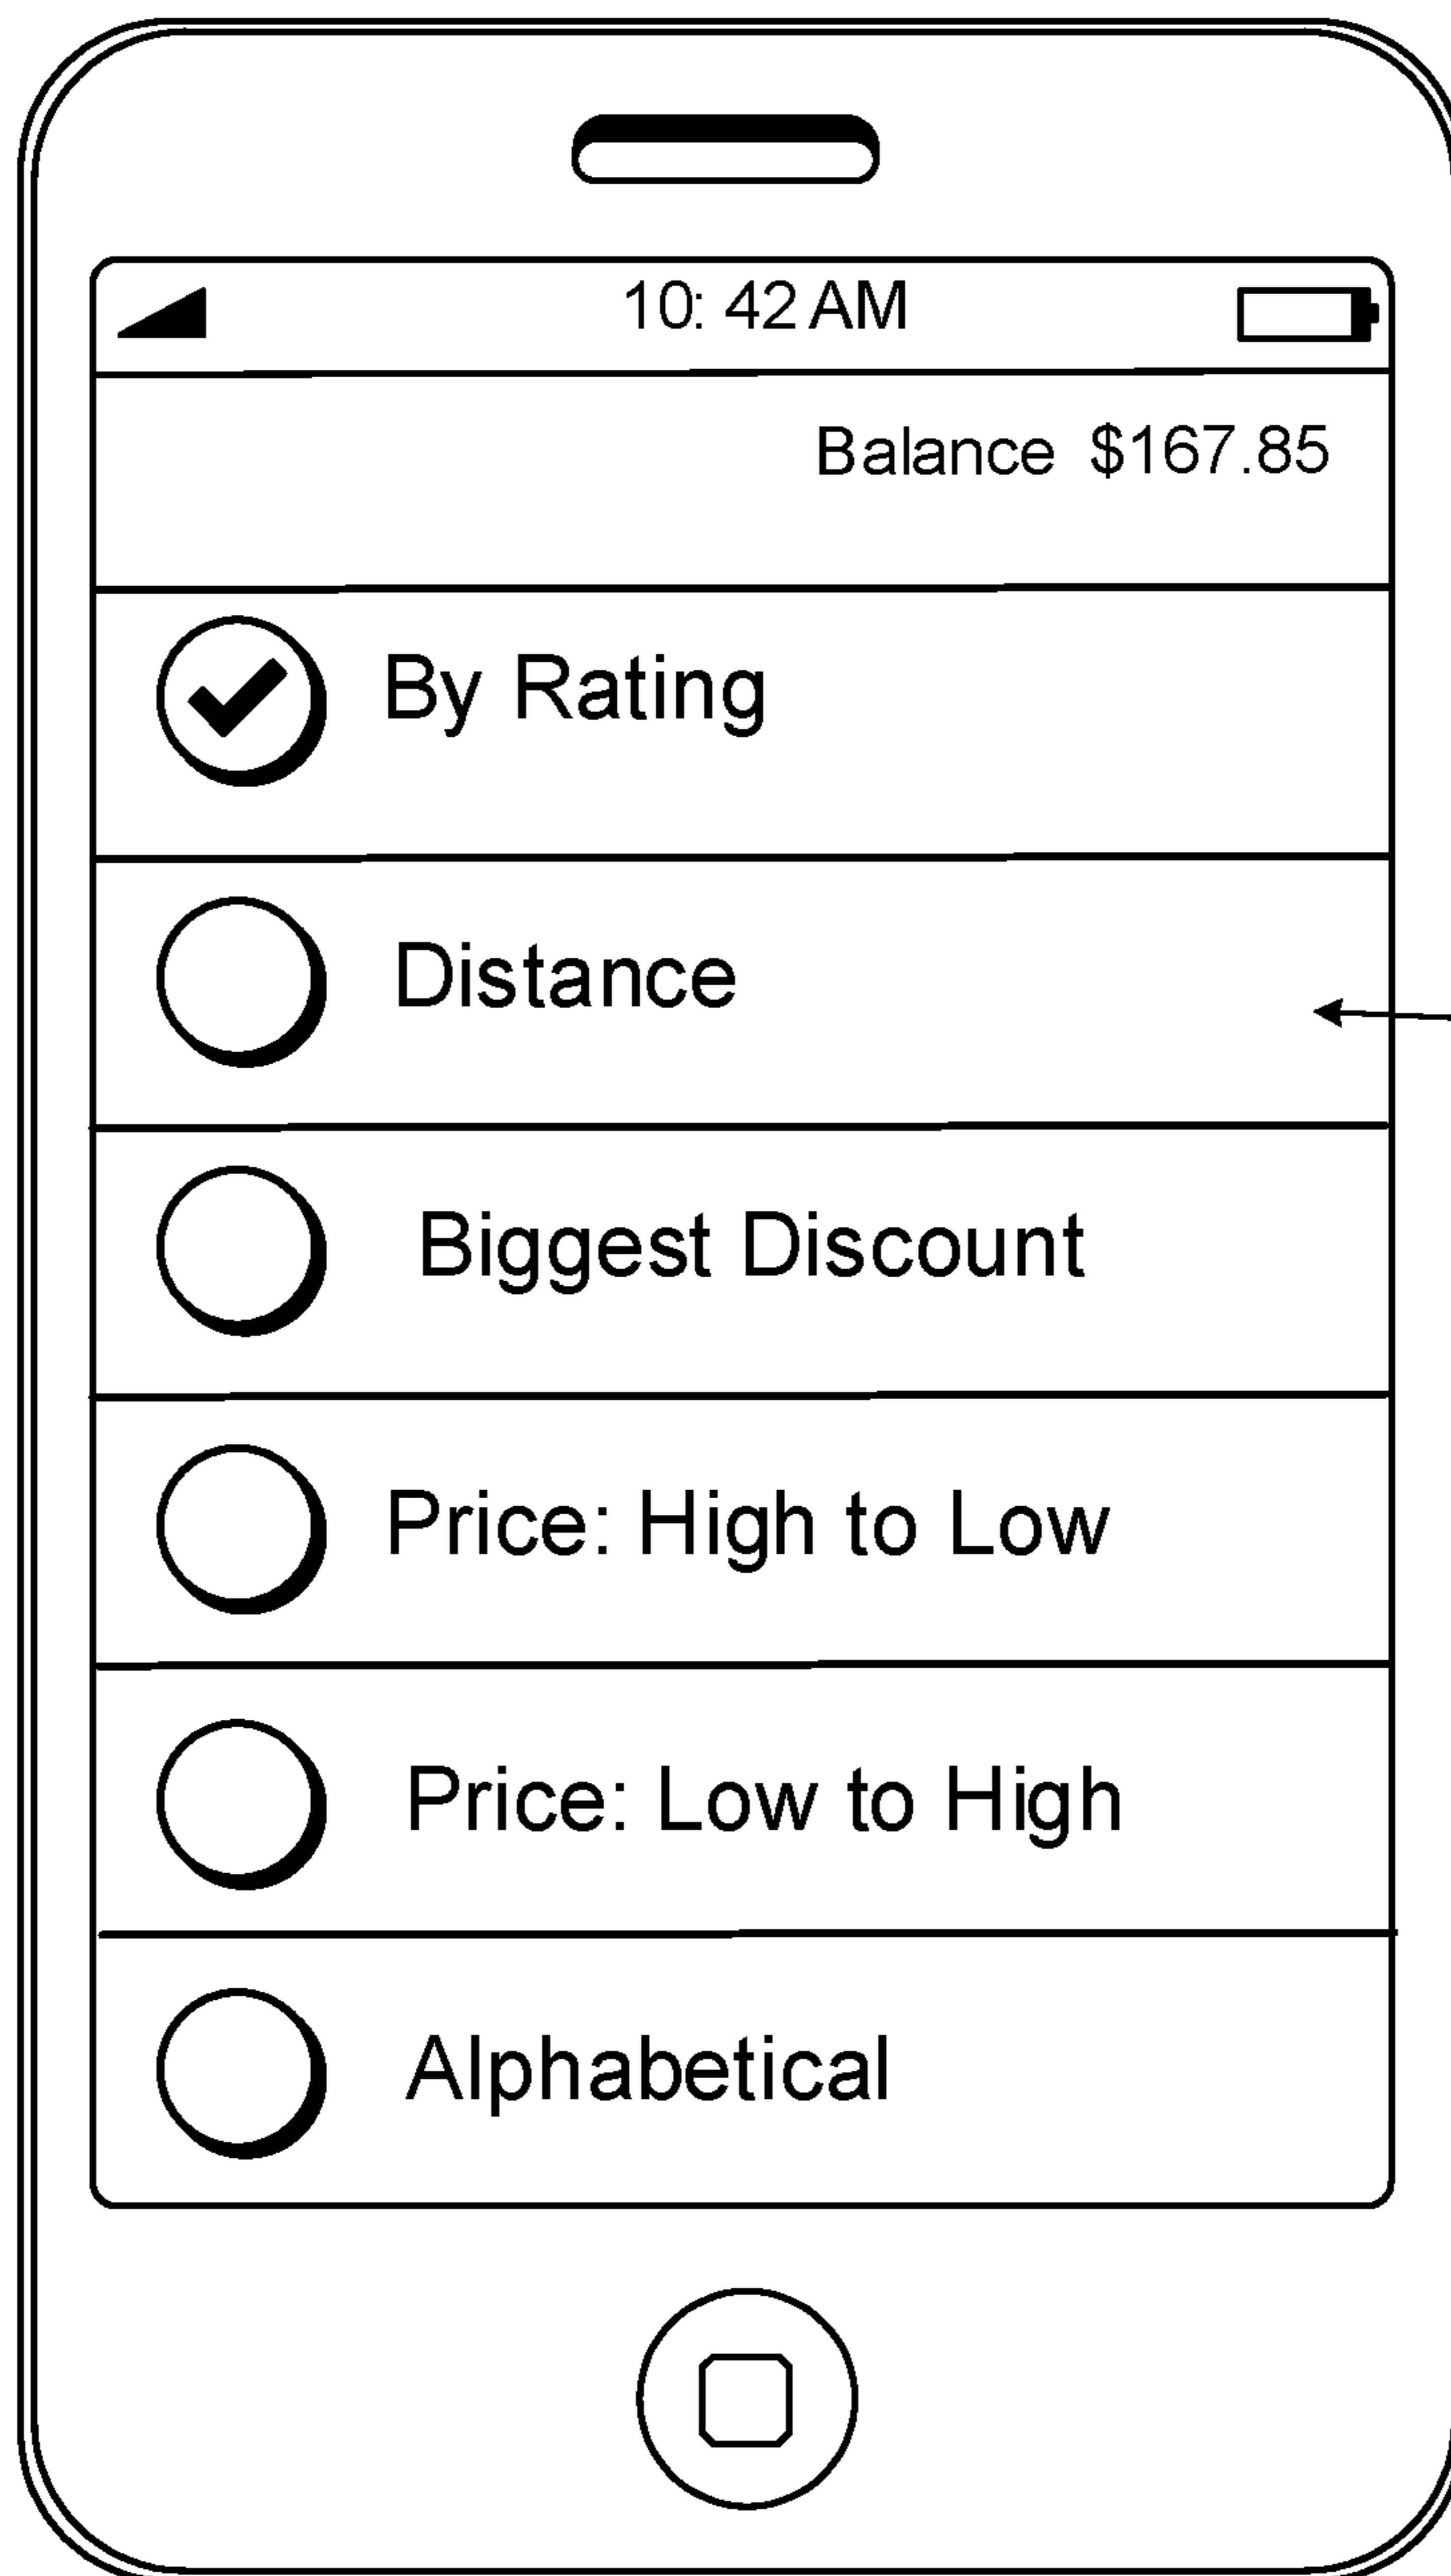 10: 42 AM
Balance $167.85
By Rating
Distance
Biggest Discount
Price: High to Low
Price: Low to High
Alphabetical